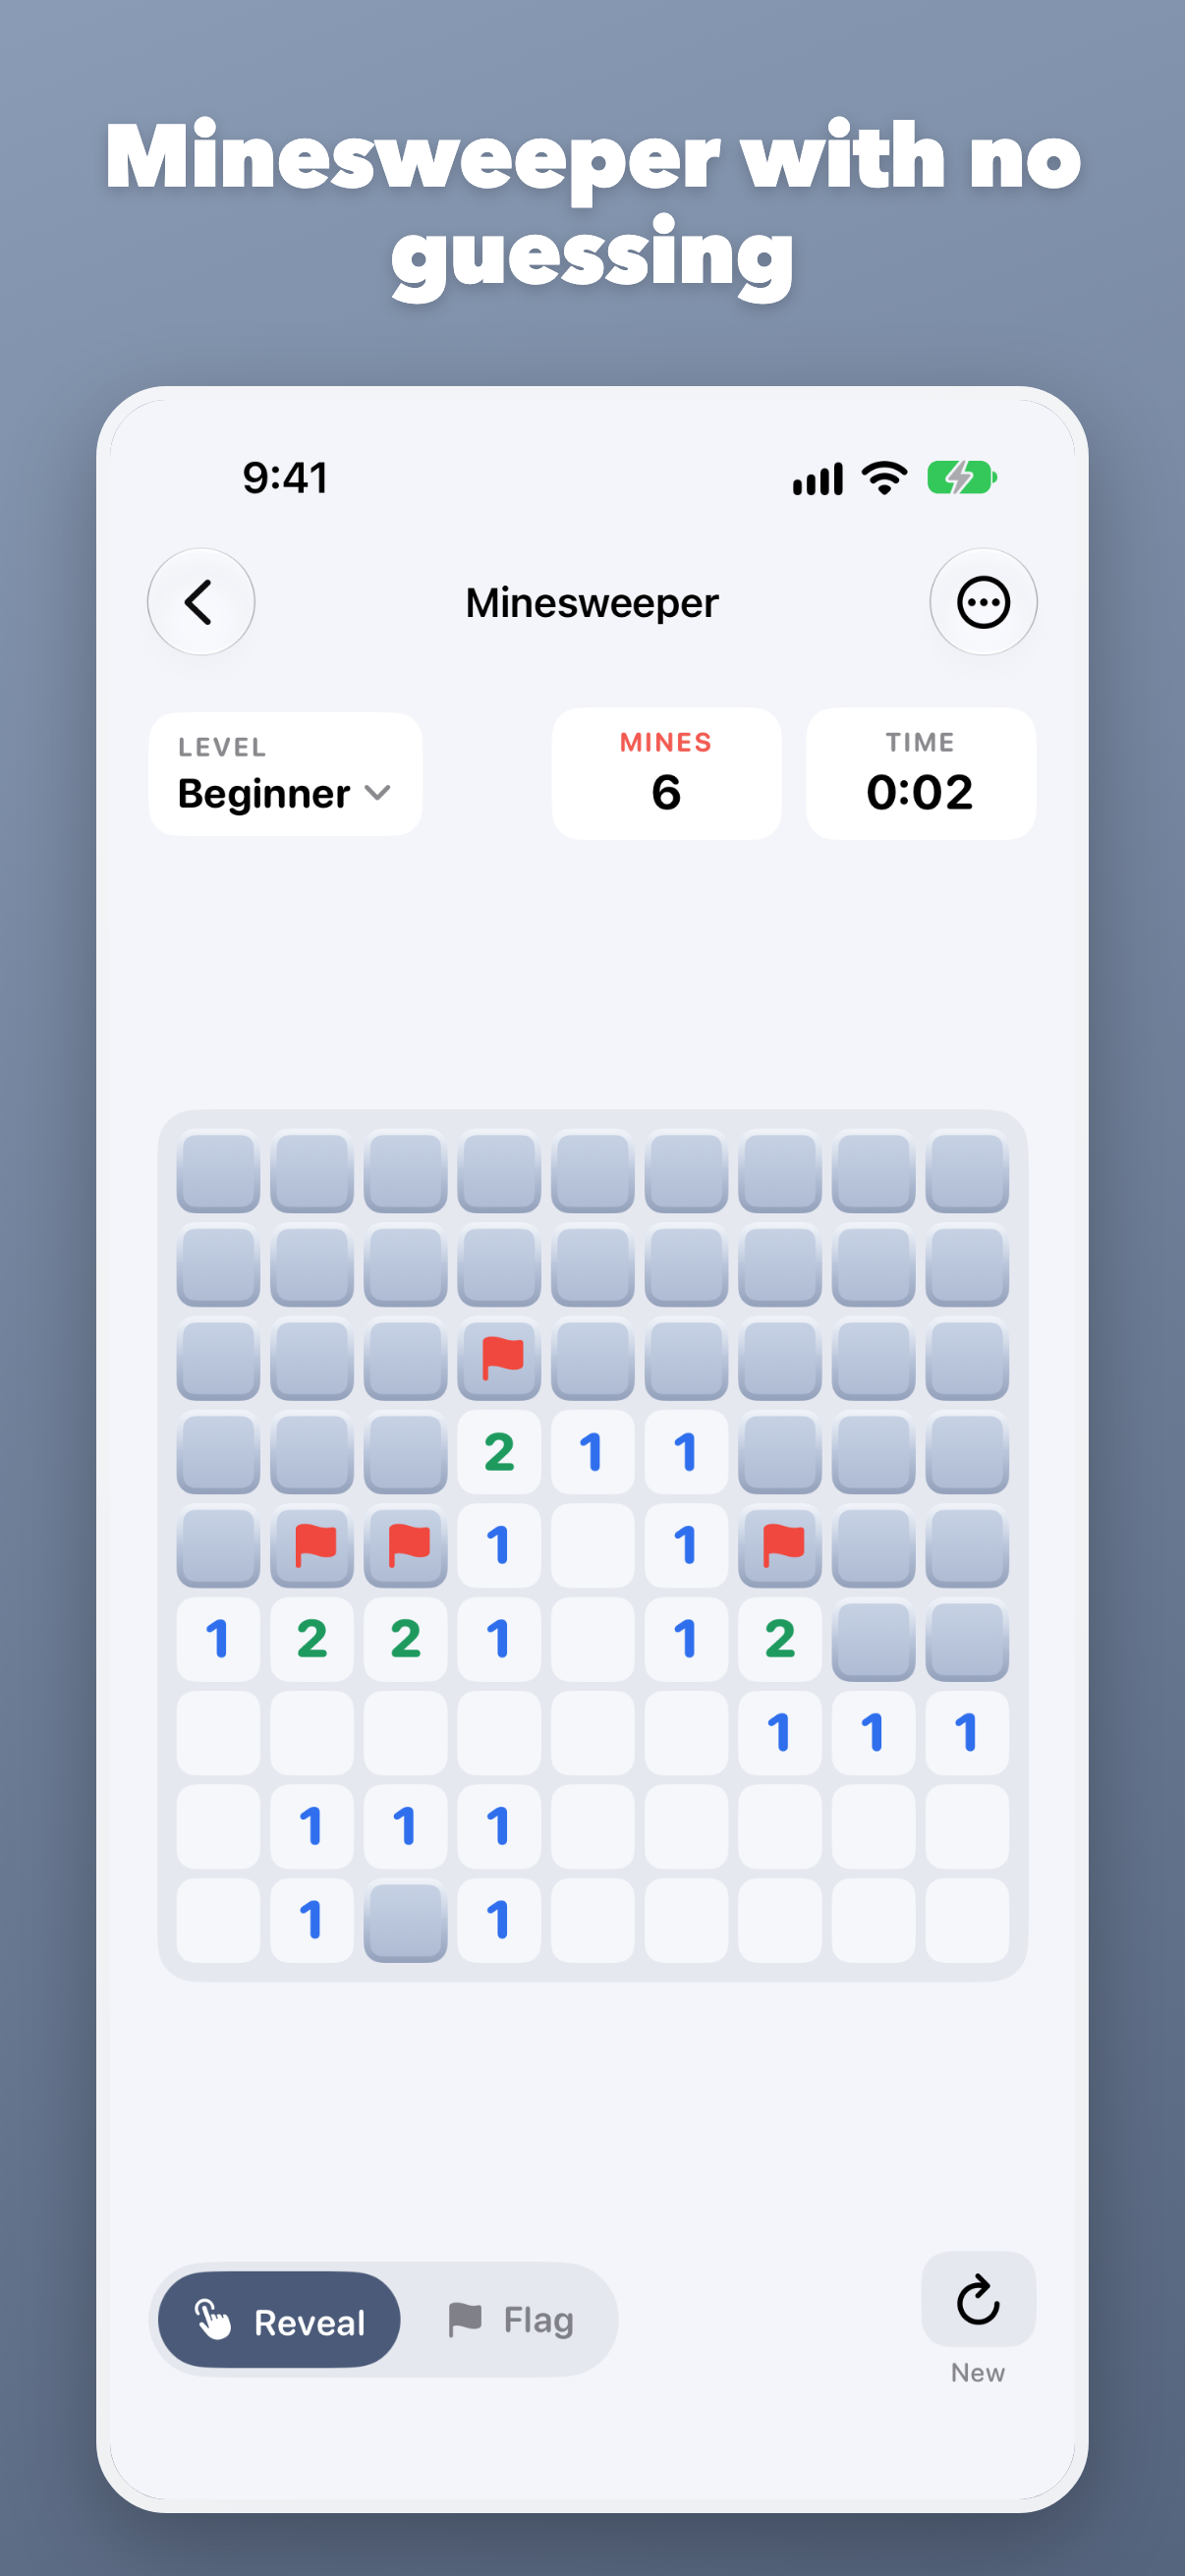 Minesweeper with no
guessing
9:41
Minesweeper
LEVEL
Beginner
MINES
6
TIME
0:02
2 1 1
1 1
1 2 2 1 1 2
1 1 1
1 1 1
1 1
Reveal
Flag
New